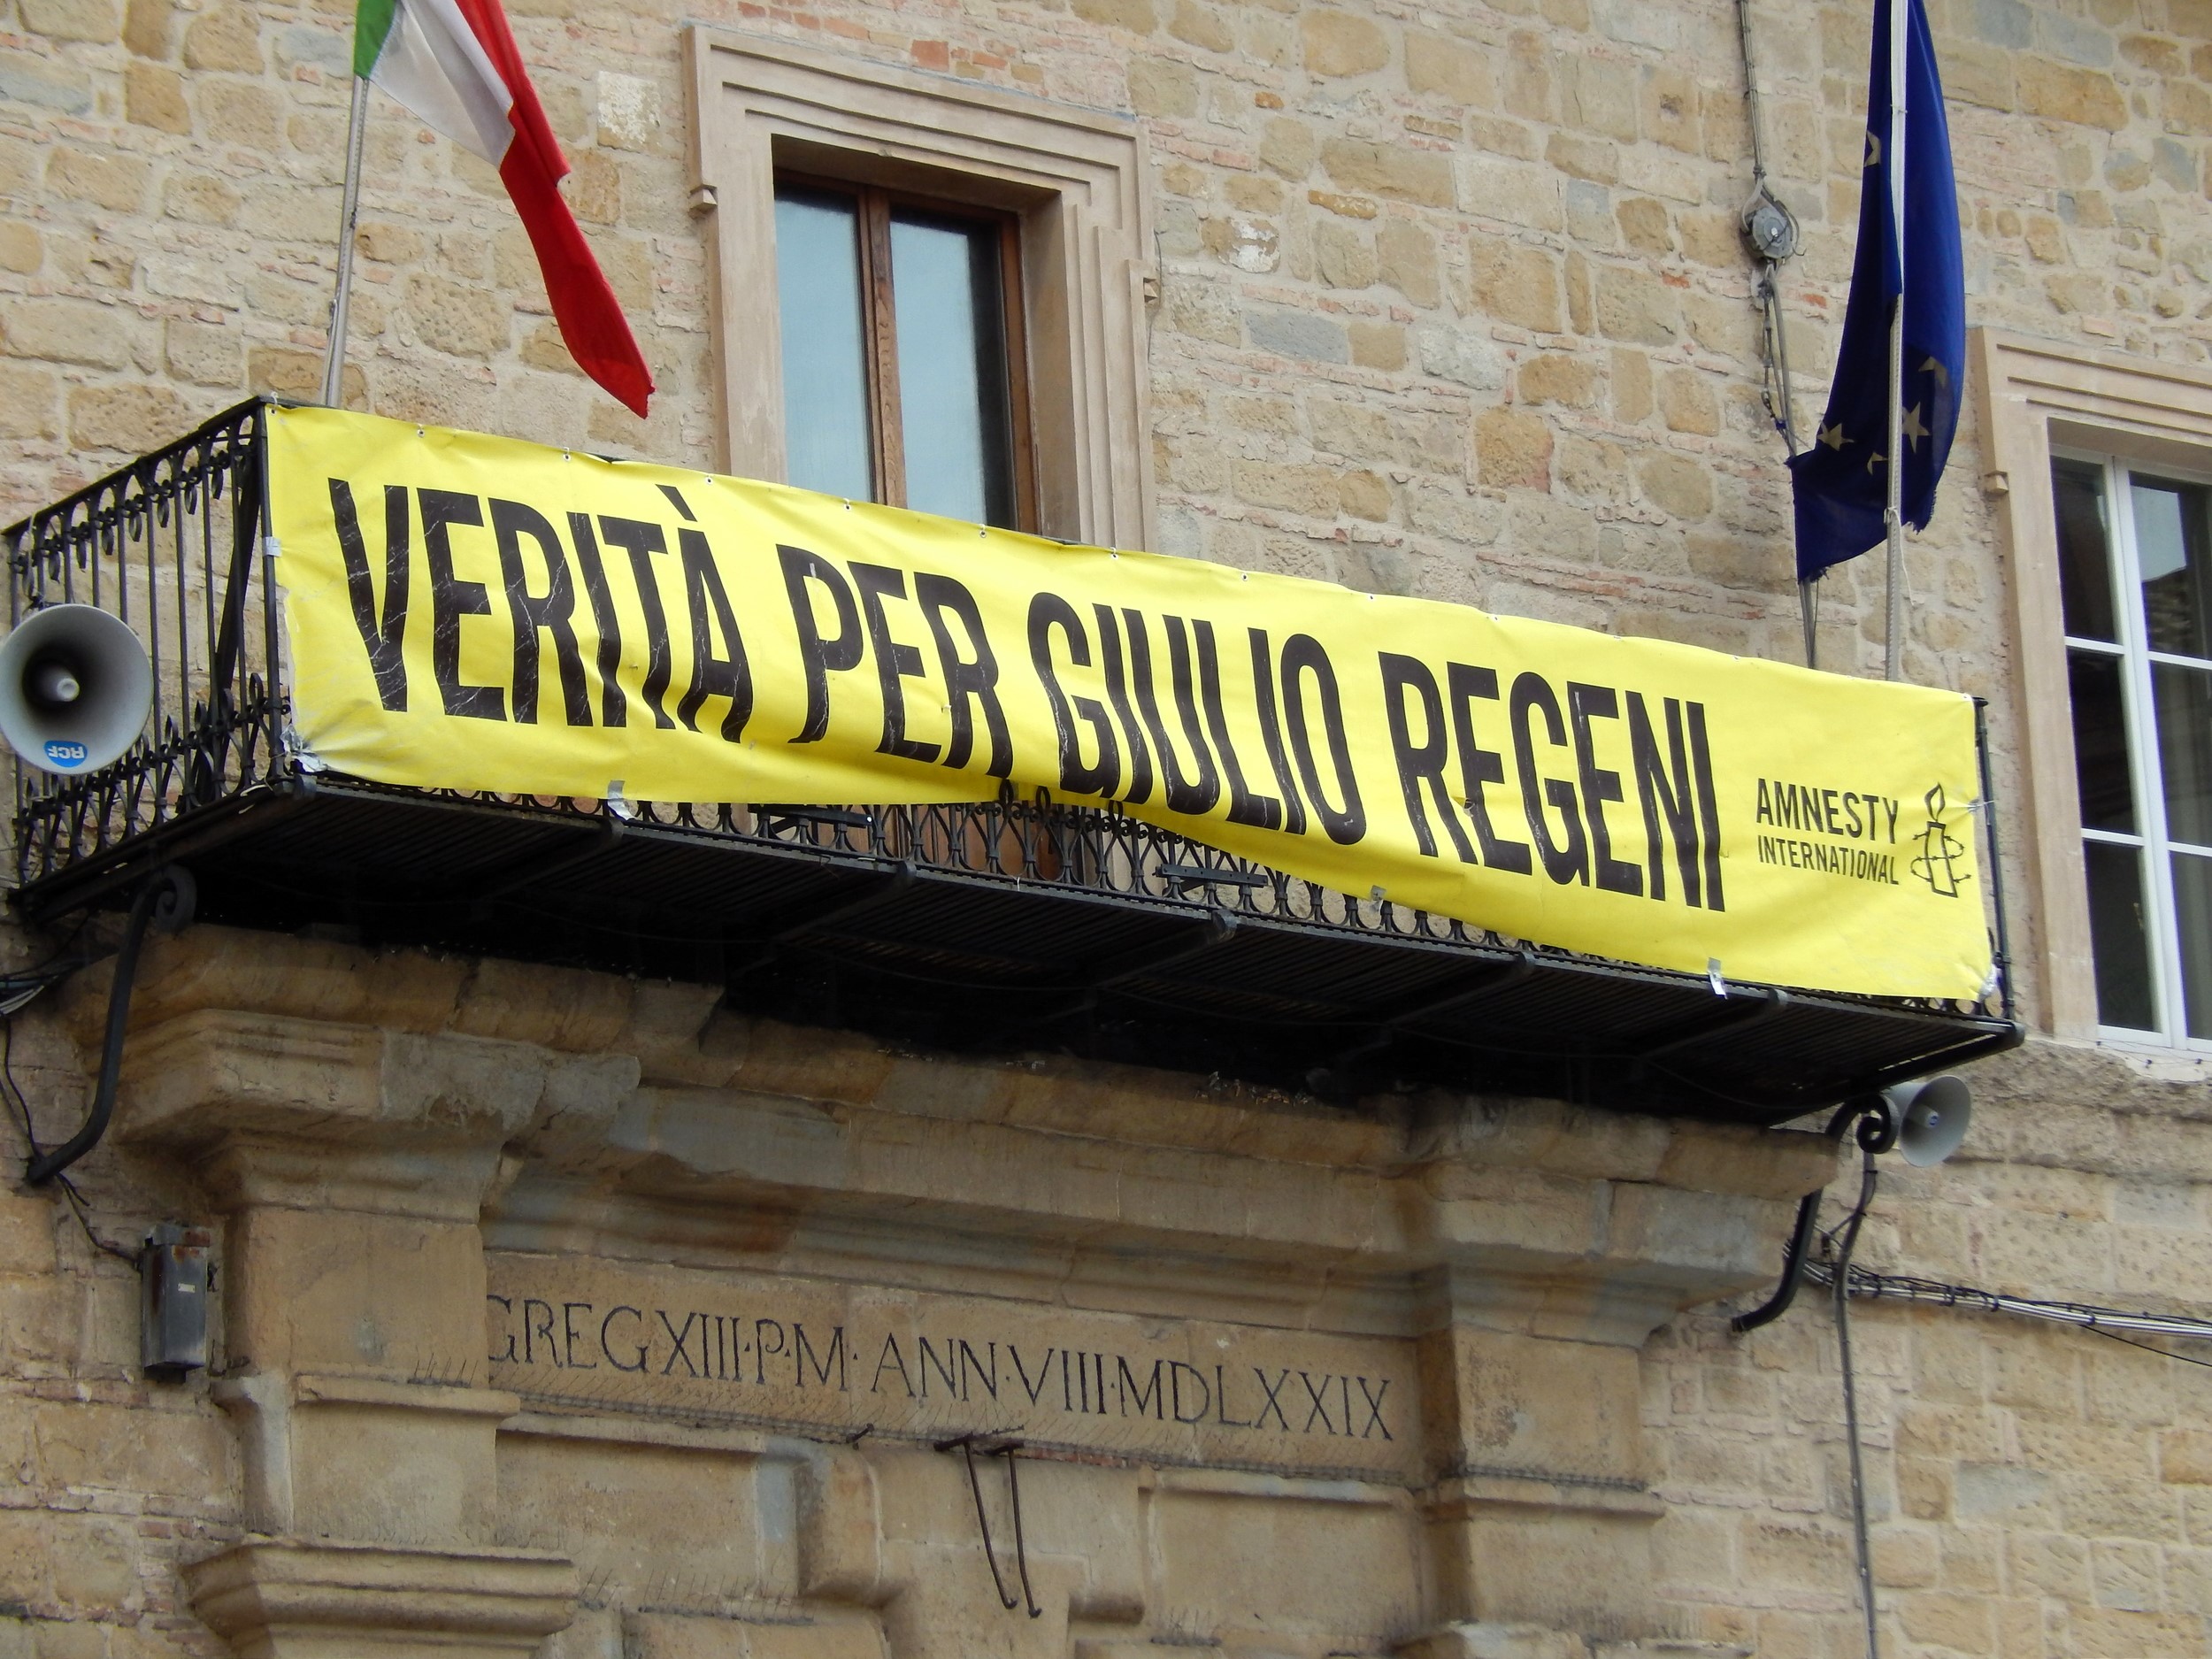 VERITÀ PER GIULIO REGENI
AMNESTY
INTERNATIONAL
RCF
GREG XIII·P·M· ANN·VIII·MDLXXIX